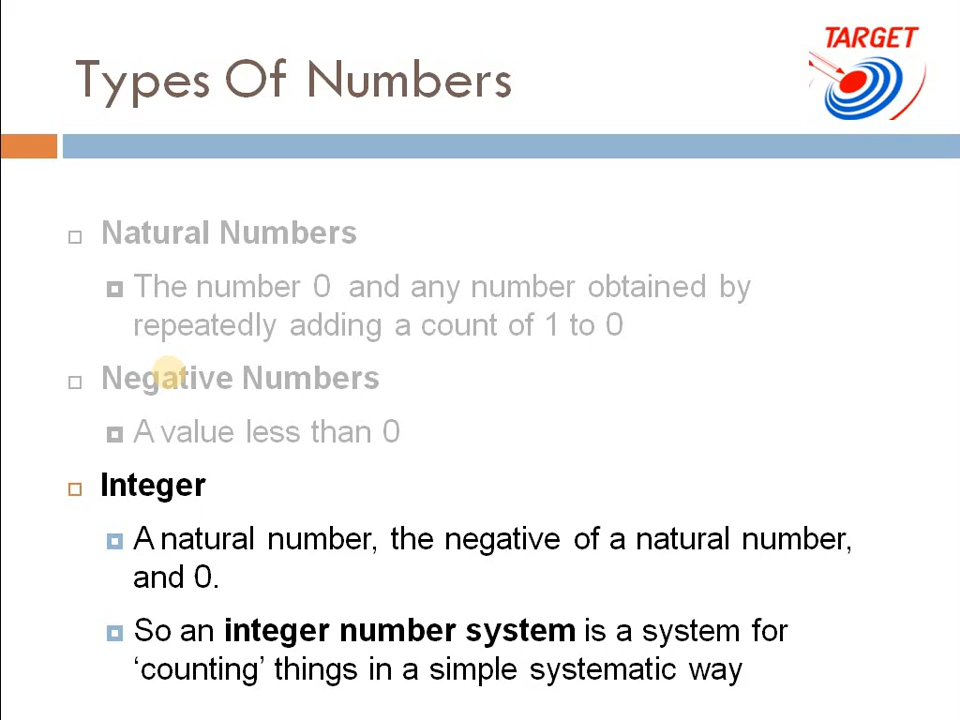 TARGET
Types Of Numbers
Natural Numbers
The number 0 and any number obtained by
repeatedly adding a count of 1 to 0
Negative Numbers
A value less than 0
Integer
A natural number, the negative of a natural number,
and 0.
So an integer number system is a system for
‘counting’ things in a simple systematic way